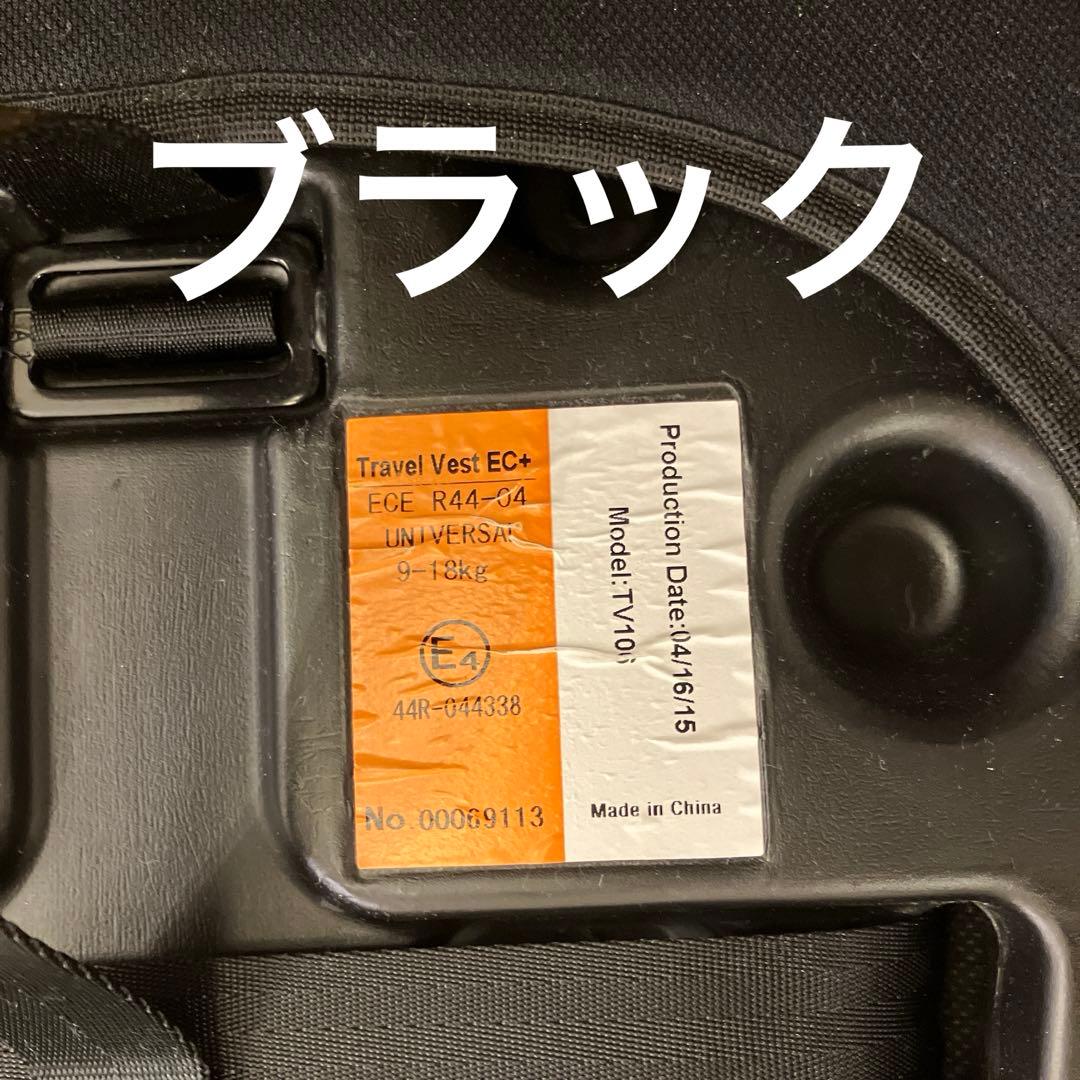 ブラック
Travel Vest EC+
ECE R44-04
UNIVERSAL
9-18kg
E4
44R-044338
No.00069113
Production Date:04/16/15
Model:TV106
Made in China